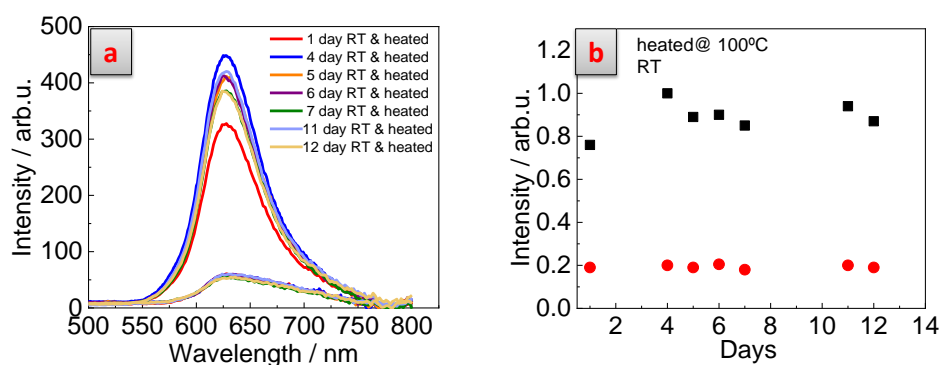 a
1 day RT & heated
4 day RT & heated
5 day RT & heated
6 day RT & heated
7 day RT & heated
11 day RT & heated
12 day RT & heated
Intensity / arb.u.
500
400
300
200
100
0
500 550 600 650 700 750 800
Wavelength / nm
b
heated@ 100ºC
RT
Intensity / arb.u.
1.2
1.0
0.8
0.6
0.4
0.2
0.0
2 4 6 8 10 12 14
Days